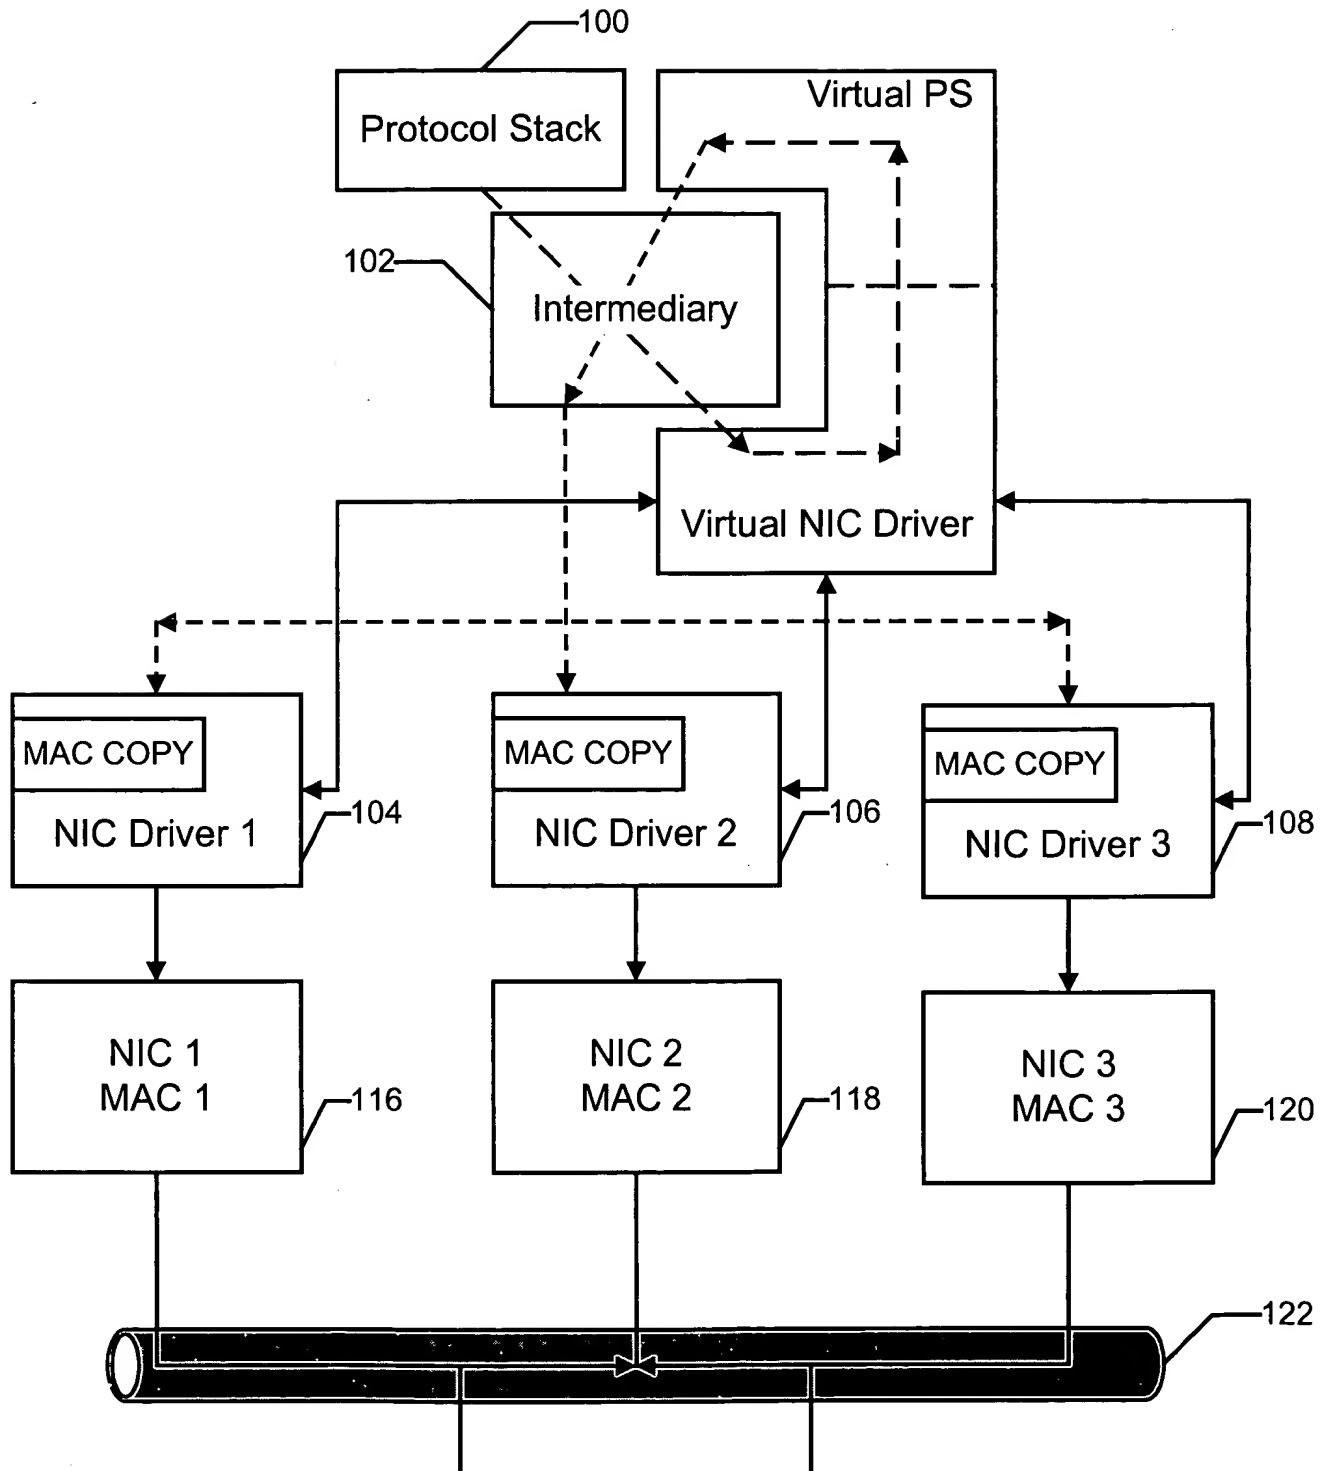 100
Protocol Stack
Virtual PS
102
Intermediary
Virtual NIC Driver
MAC COPY
NIC Driver 1
104
MAC COPY
NIC Driver 2
106
MAC COPY
NIC Driver 3
108
NIC 1
MAC 1
116
NIC 2
MAC 2
118
NIC 3
MAC 3
120
122